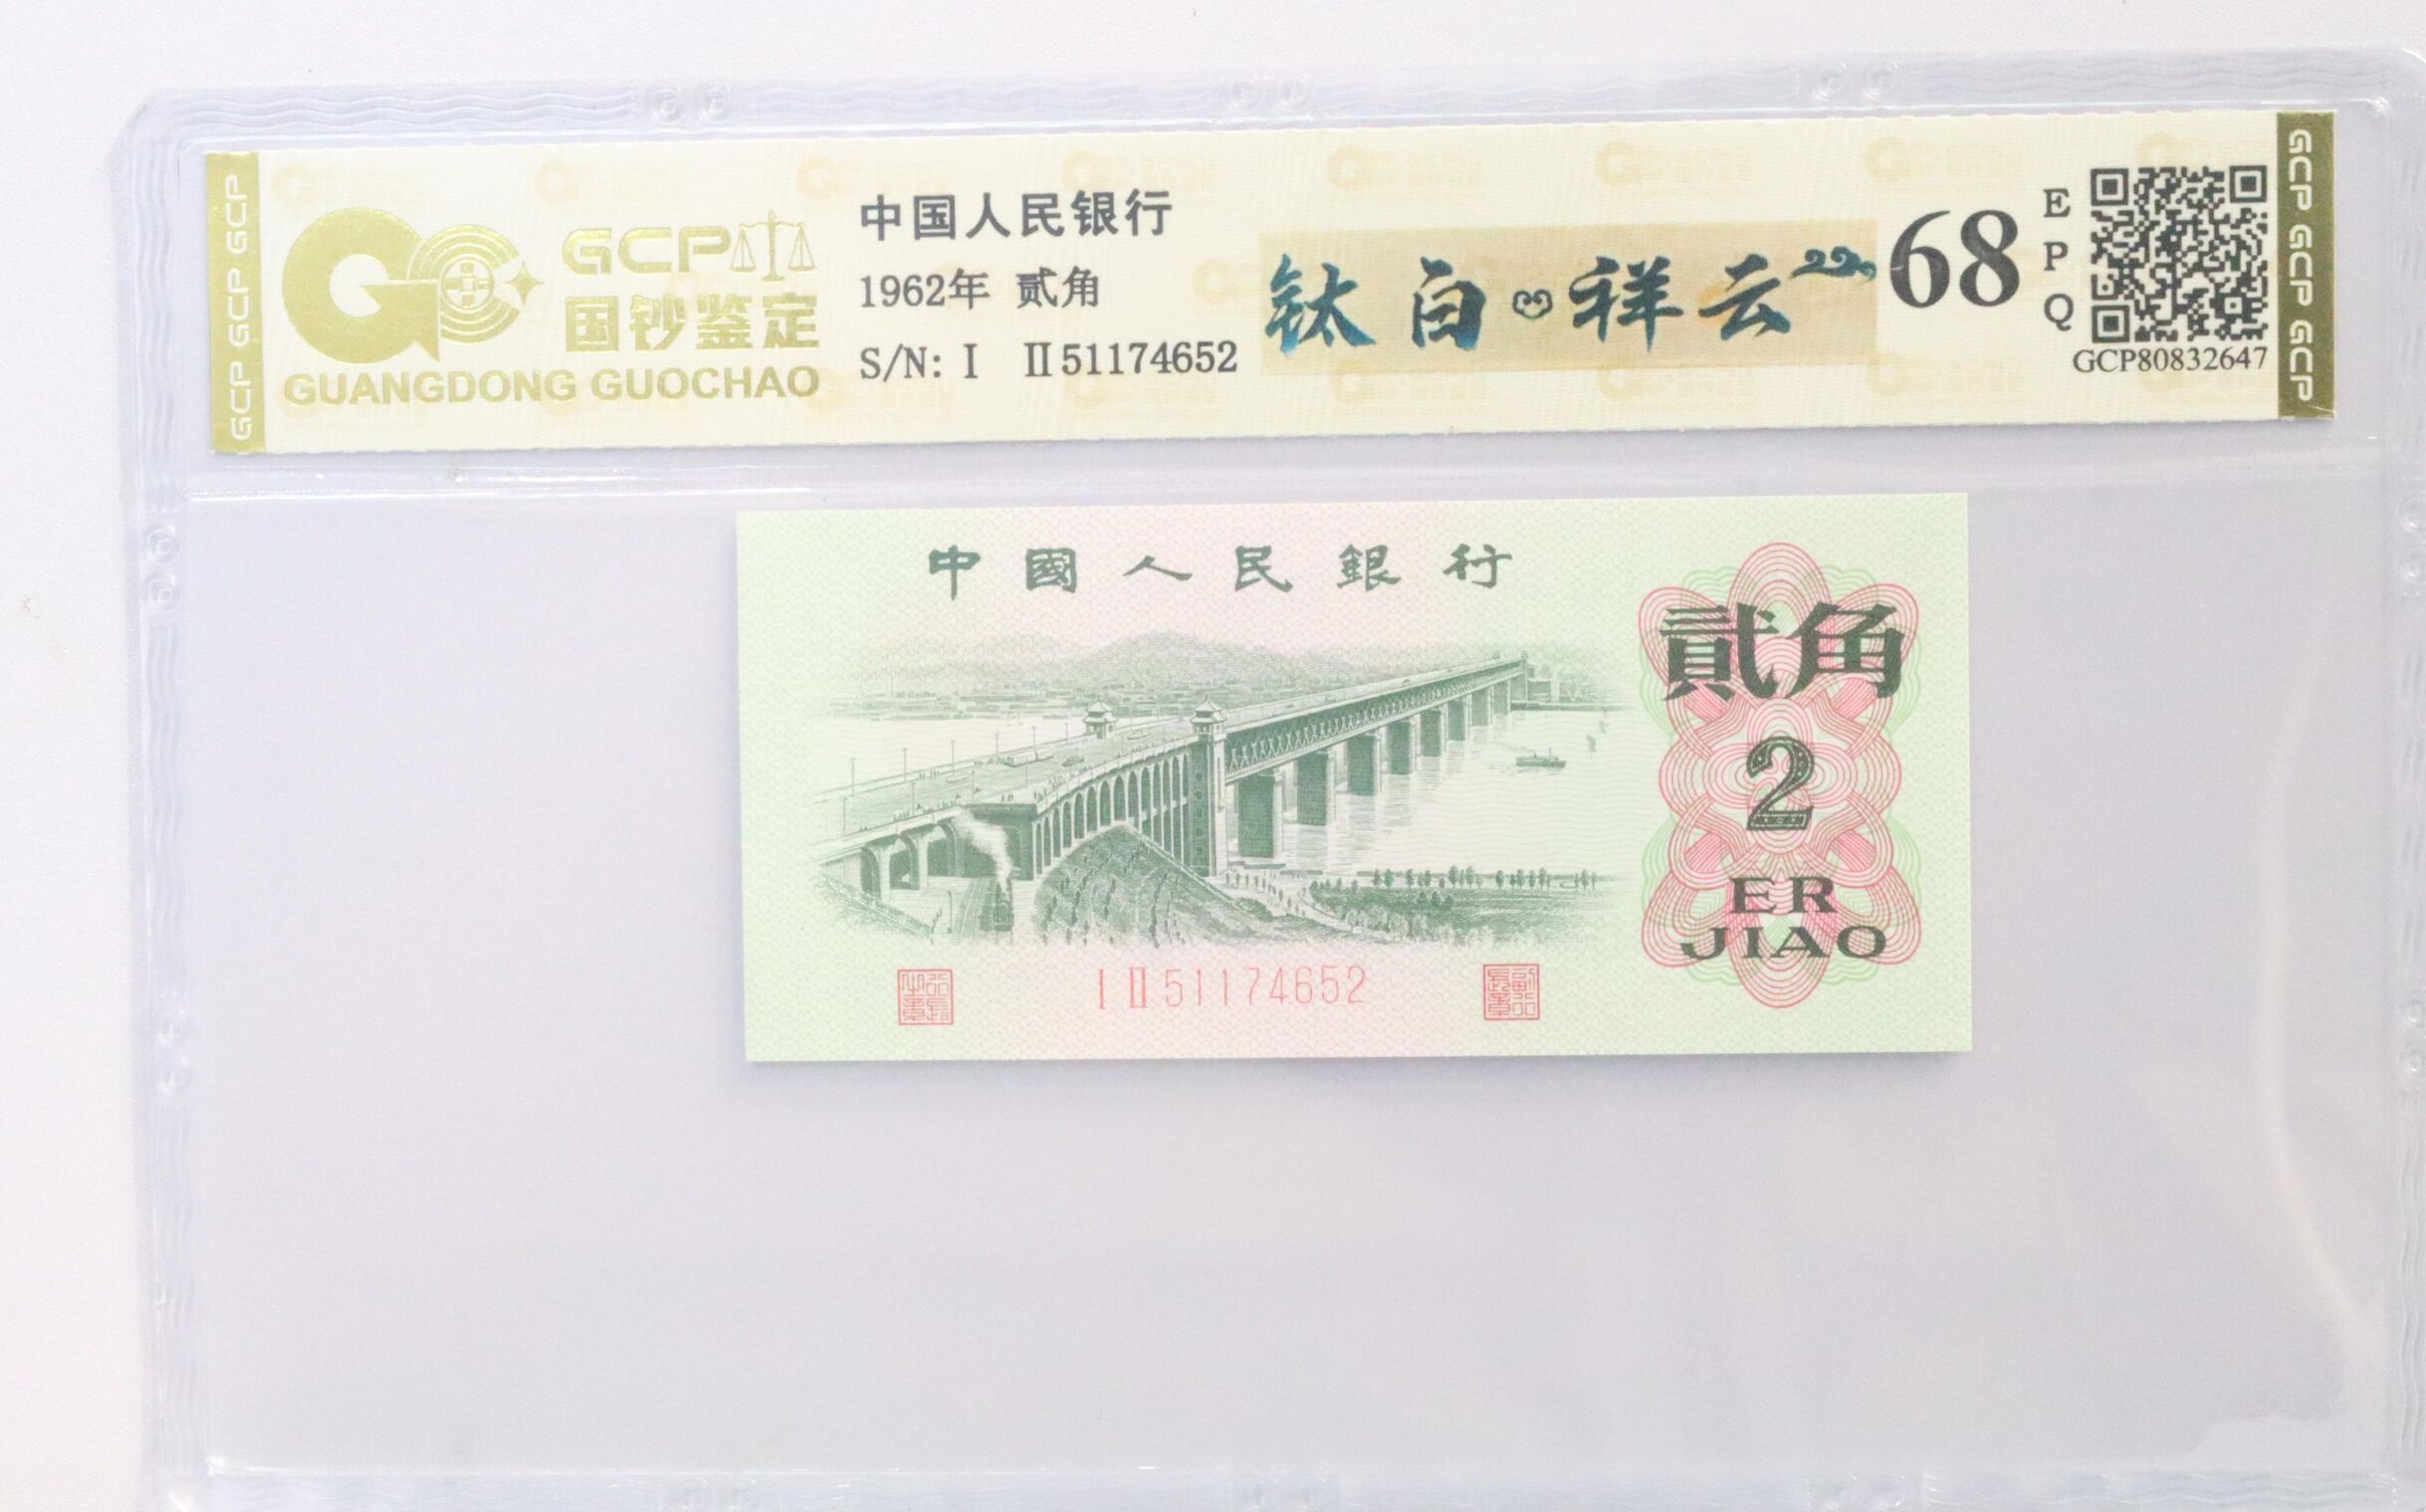 GCP GCP GCP
GCP
国钞鉴定
GUANGDONG GUOCHAO
中国人民银行
1962年 贰角
S/N: I Ⅱ51174652
钛白祥云
68
E
P
Q
GCP80832647
GCP GCP GCP
中國人民銀行
貳角
2
ER
JIAO
I Ⅱ 51174652